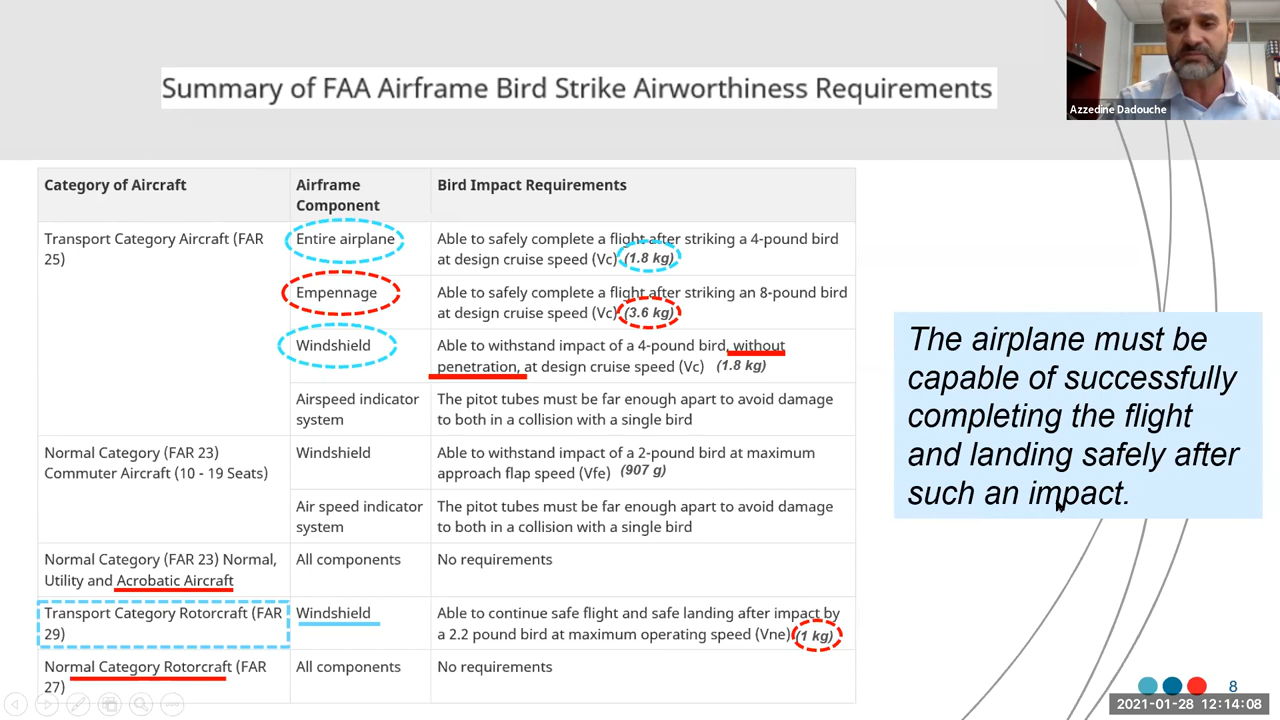 Azzedine Dadouche
Summary of FAA Airframe Bird Strike Airworthiness Requirements
Category of Aircraft
Airframe
Component
Bird Impact Requirements
Transport Category Aircraft (FAR
25)
Entire airplane
Able to safely complete a flight after striking a 4-pound bird
at design cruise speed (Vc) (1.8 kg)
Empennage
Able to safely complete a flight after striking an 8-pound bird
at design cruise speed (Vc) (3.6 kg)
Windshield
Able to withstand impact of a 4-pound bird, without
penetration, at design cruise speed (Vc) (1.8 kg)
Airspeed indicator
system
The pitot tubes must be far enough apart to avoid damage
to both in a collision with a single bird
Normal Category (FAR 23)
Commuter Aircraft (10 - 19 Seats)
Windshield
Able to withstand impact of a 2-pound bird at maximum
approach flap speed (Vfe) (907 g)
Air speed indicator
system
The pitot tubes must be far enough apart to avoid damage
to both in a collision with a single bird
Normal Category (FAR 23) Normal,
Utility and Acrobatic Aircraft
All components
No requirements
Transport Category Rotorcraft (FAR
29)
Windshield
Able to continue safe flight and safe landing after impact by
a 2.2 pound bird at maximum operating speed (Vne) (1 kg)
Normal Category Rotorcraft (FAR
27)
All components
No requirements
The airplane must be
capable of successfully
completing the flight
and landing safely after
such an impact.
8
2021-01-28 12:14:08